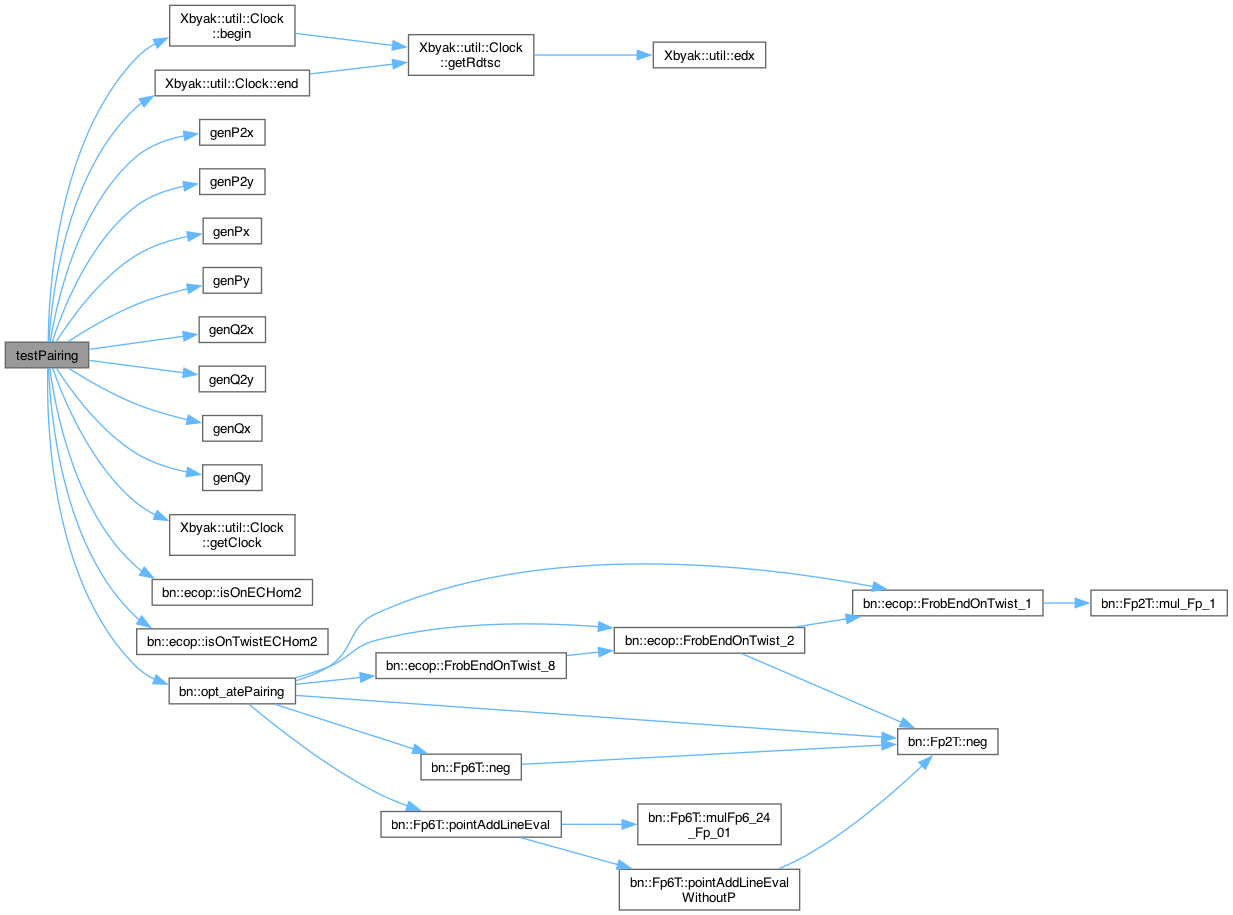 testPairing
Xbyak::util::Clock
::begin
Xbyak::util::Clock::end
Xbyak::util::Clock
::getRdtsc
Xbyak::util::edx
genP2x
genP2y
genPx
genPy
genQ2x
genQ2y
genQx
genQy
Xbyak::util::Clock
::getClock
bn::ecop::isOnECHom2
bn::ecop::isOnTwistECHom2
bn::opt_atePairing
bn::ecop::FrobEndOnTwist_8
bn::ecop::FrobEndOnTwist_2
bn::ecop::FrobEndOnTwist_1
bn::Fp2T::mul_Fp_1
bn::Fp6T::neg
bn::Fp2T::neg
bn::Fp6T::pointAddLineEval
bn::Fp6T::mulFp6_24
_Fp_01
bn::Fp6T::pointAddLineEval
WithoutP